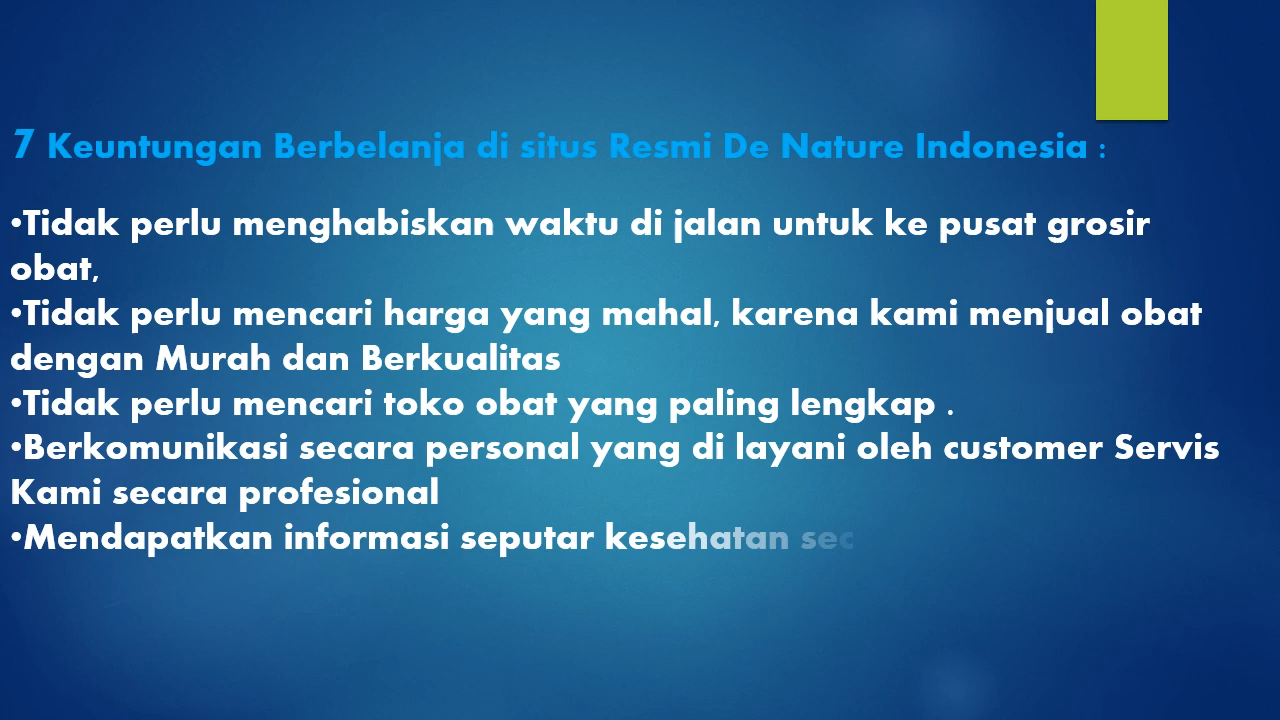 7 Keuntungan Berbelanja di situs Resmi De Nature Indonesia :
•Tidak perlu menghabiskan waktu di jalan untuk ke pusat grosir
obat,
•Tidak perlu mencari harga yang mahal, karena kami menjual obat
dengan Murah dan Berkualitas
•Tidak perlu mencari toko obat yang paling lengkap .
•Berkomunikasi secara personal yang di layani oleh customer Servis
Kami secara profesional
•Mendapatkan informasi seputar kesehatan sec